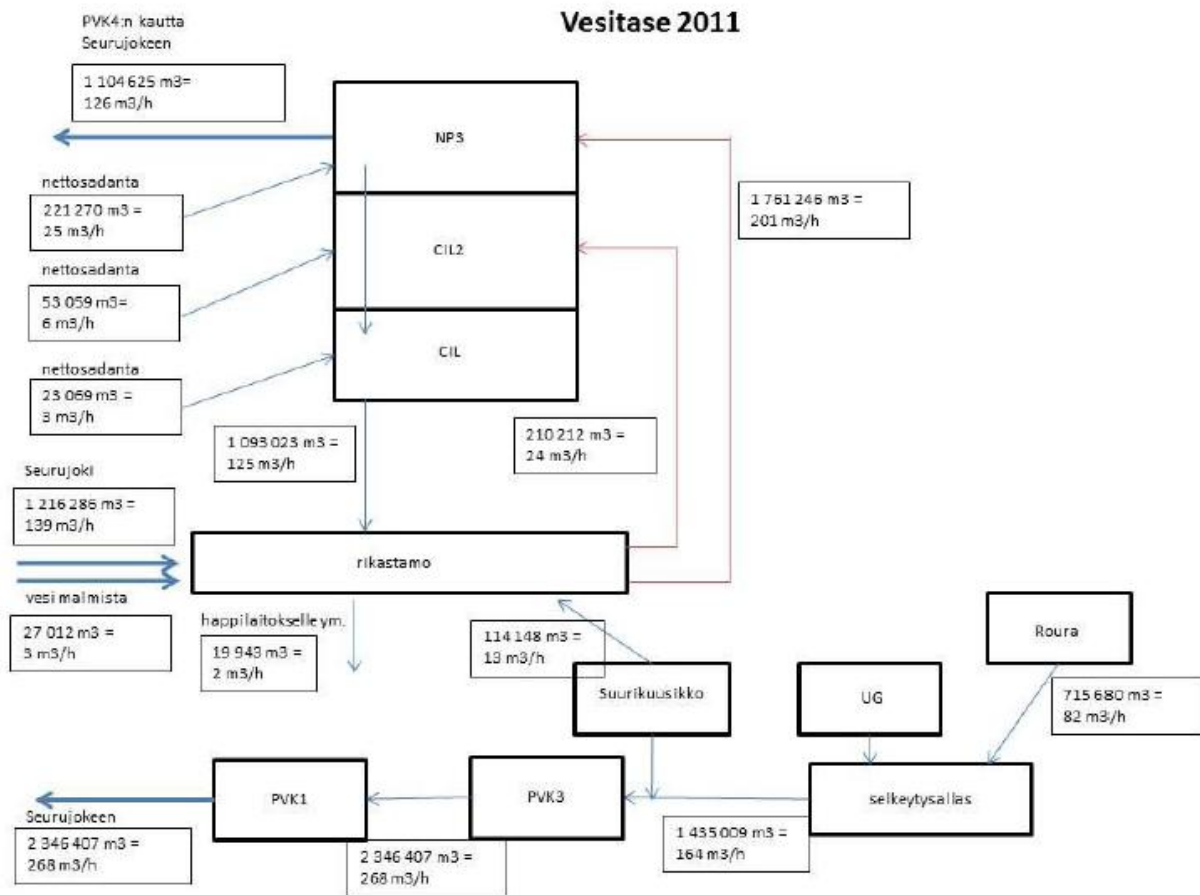 Vesitase 2011
PVK4:n kautta
Seurujokeen
1 104 625 m3=
126 m3/h
NP3
nettosadanta
221 270 m3 =
25 m3/h
1 761 246 m3 =
201 m3/h
CIL2
nettosadanta
53 059 m3=
6 m3/h
CIL
nettosadanta
23 069 m3 =
3 m3/h
1 093 023 m3 =
125 m3/h
210 212 m3 =
24 m3/h
Seurujoki
1 216 286 m3 =
139 m3/h
rikastamo
vesi malmista
27 012 m3 =
3 m3/h
happilaitokselle ym.
19 943 m3 =
2 m3/h
114 148 m3 =
13 m3/h
Roura
Suurikuusikko
UG
715 680 m3 =
82 m3/h
PVK1
PVK3
selkeytysallas
Seurujokeen
2 346 407 m3 =
268 m3/h
2 346 407 m3 =
268 m3/h
1 435 009 m3 =
164 m3/h